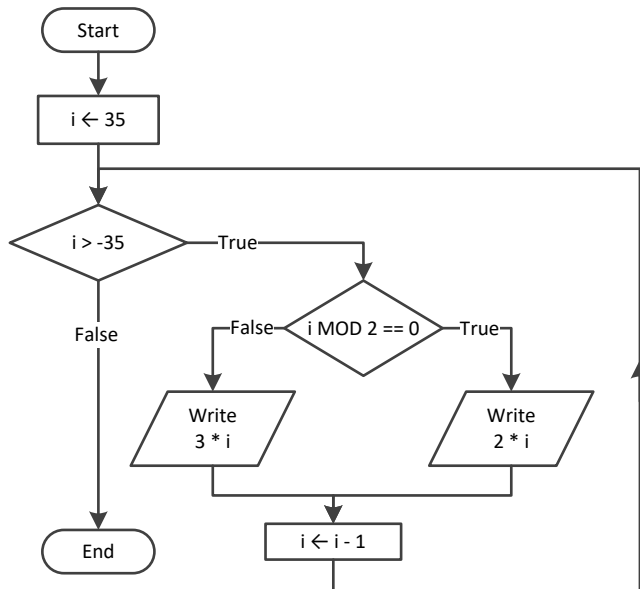 Start
i ← 35
i > -35
True
False
i MOD 2 == 0
False
True
Write
3 * i
Write
2 * i
i ← i - 1
End